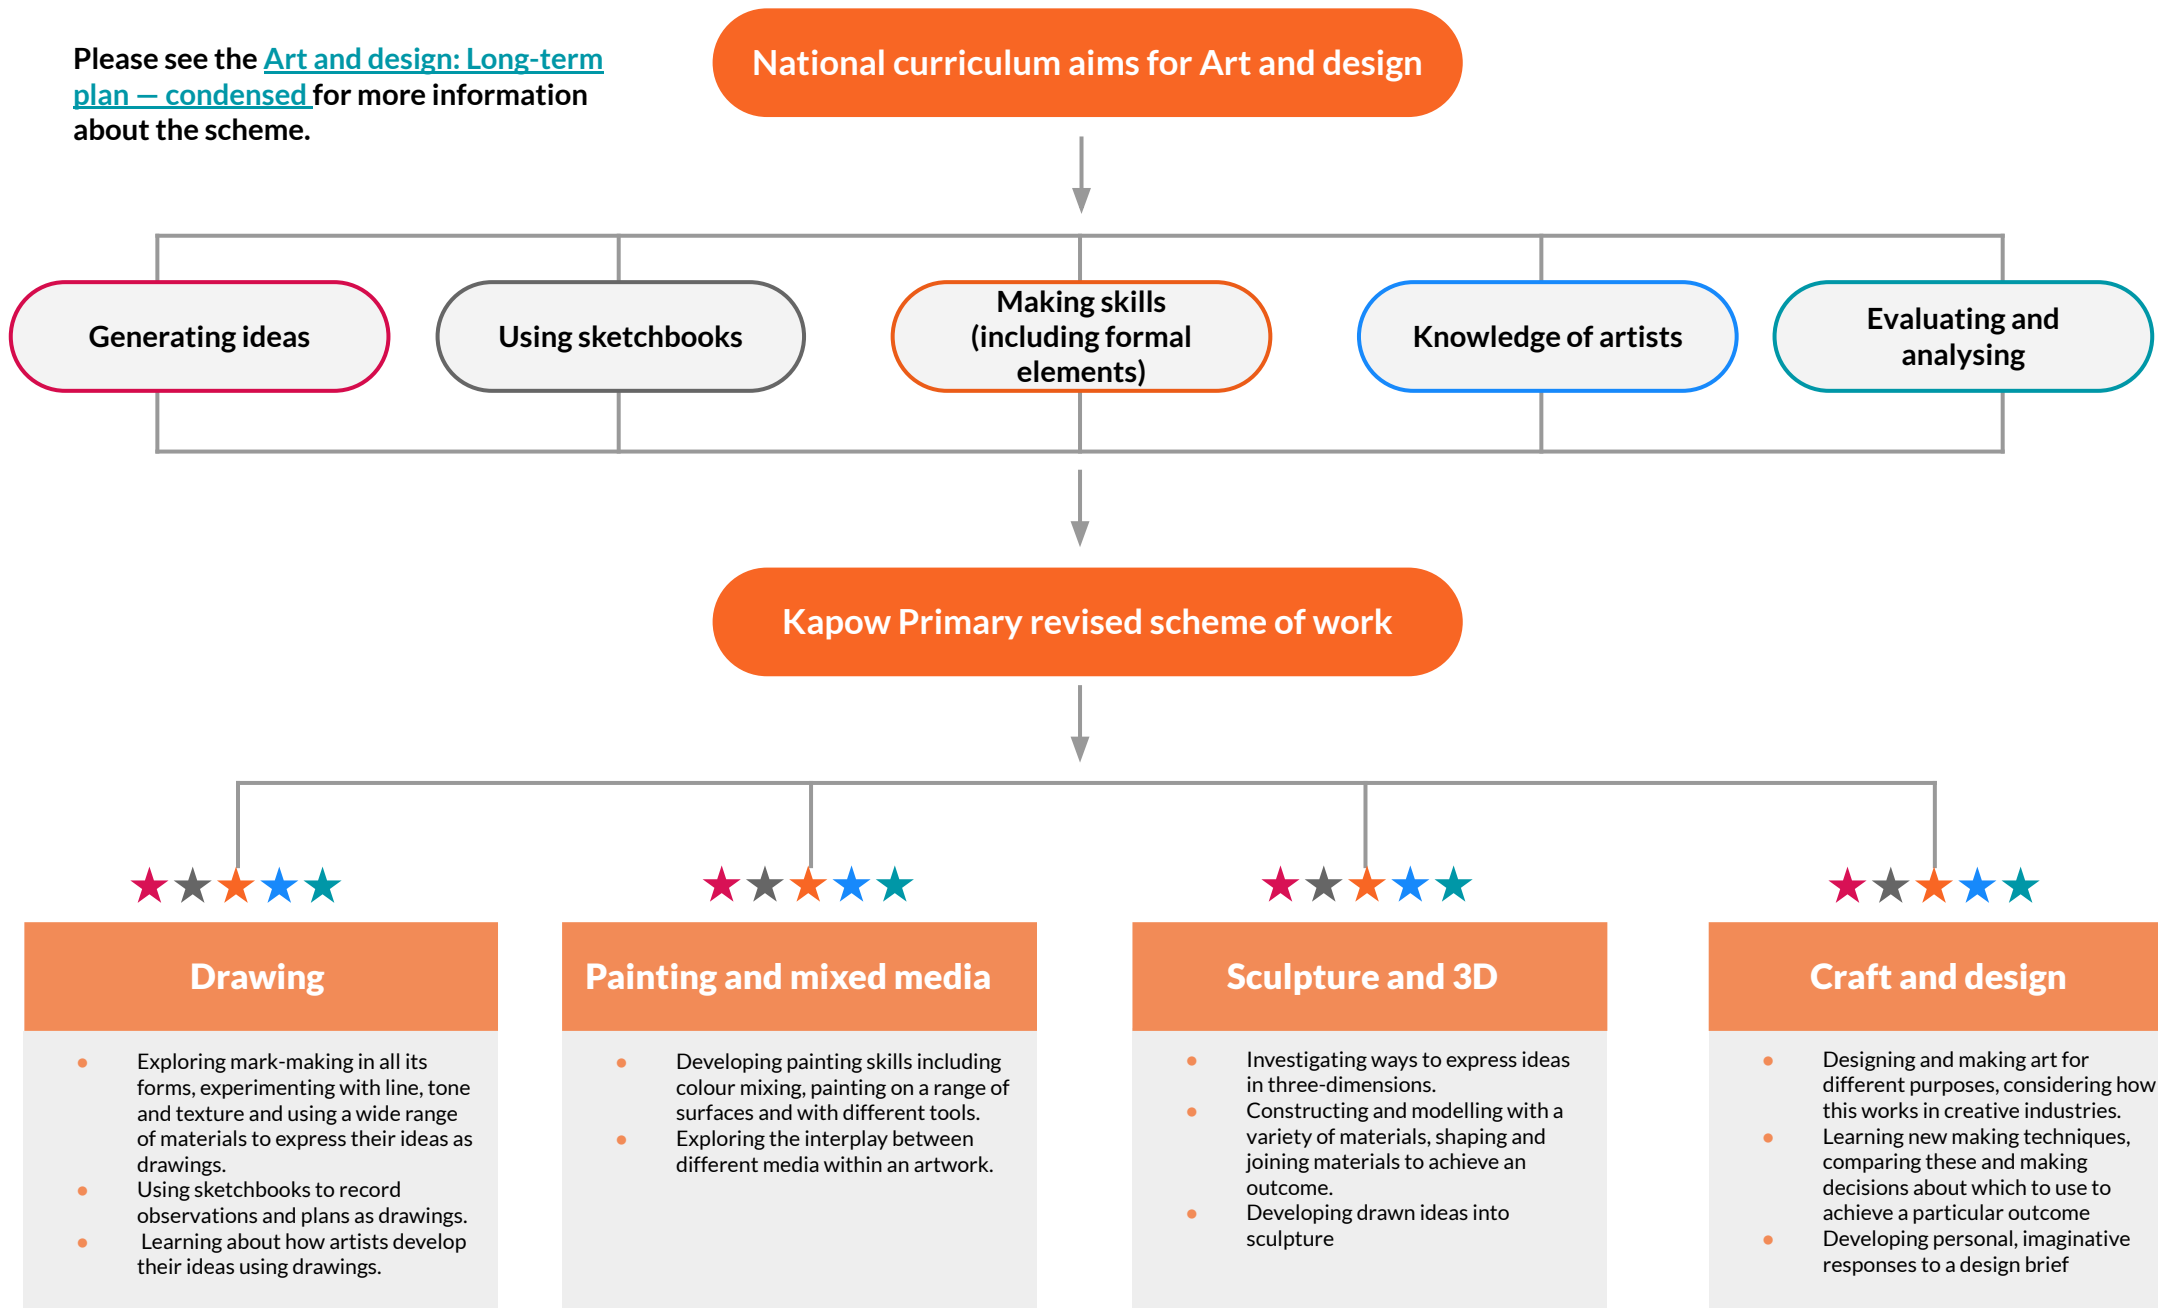 Please see the Art and design: Long-term
plan — condensed for more information
about the scheme.
National curriculum aims for Art and design
Generating ideas
Using sketchbooks
Making skills
(including formal
elements)
Knowledge of artists
Evaluating and
analysing
Kapow Primary revised scheme of work
Drawing
● Exploring mark-making in all its
forms, experimenting with line, tone
and texture and using a wide range
of materials to express their ideas as
drawings.
● Using sketchbooks to record
observations and plans as drawings.
● Learning about how artists develop
their ideas using drawings.
Painting and mixed media
● Developing painting skills including
colour mixing, painting on a range of
surfaces and with different tools.
● Exploring the interplay between
different media within an artwork.
Sculpture and 3D
● Investigating ways to express ideas
in three-dimensions.
● Constructing and modelling with a
variety of materials, shaping and
joining materials to achieve an
outcome.
● Developing drawn ideas into
sculpture
Craft and design
● Designing and making art for
different purposes, considering how
this works in creative industries.
● Learning new making techniques,
comparing these and making
decisions about which to use to
achieve a particular outcome
● Developing personal, imaginative
responses to a design brief